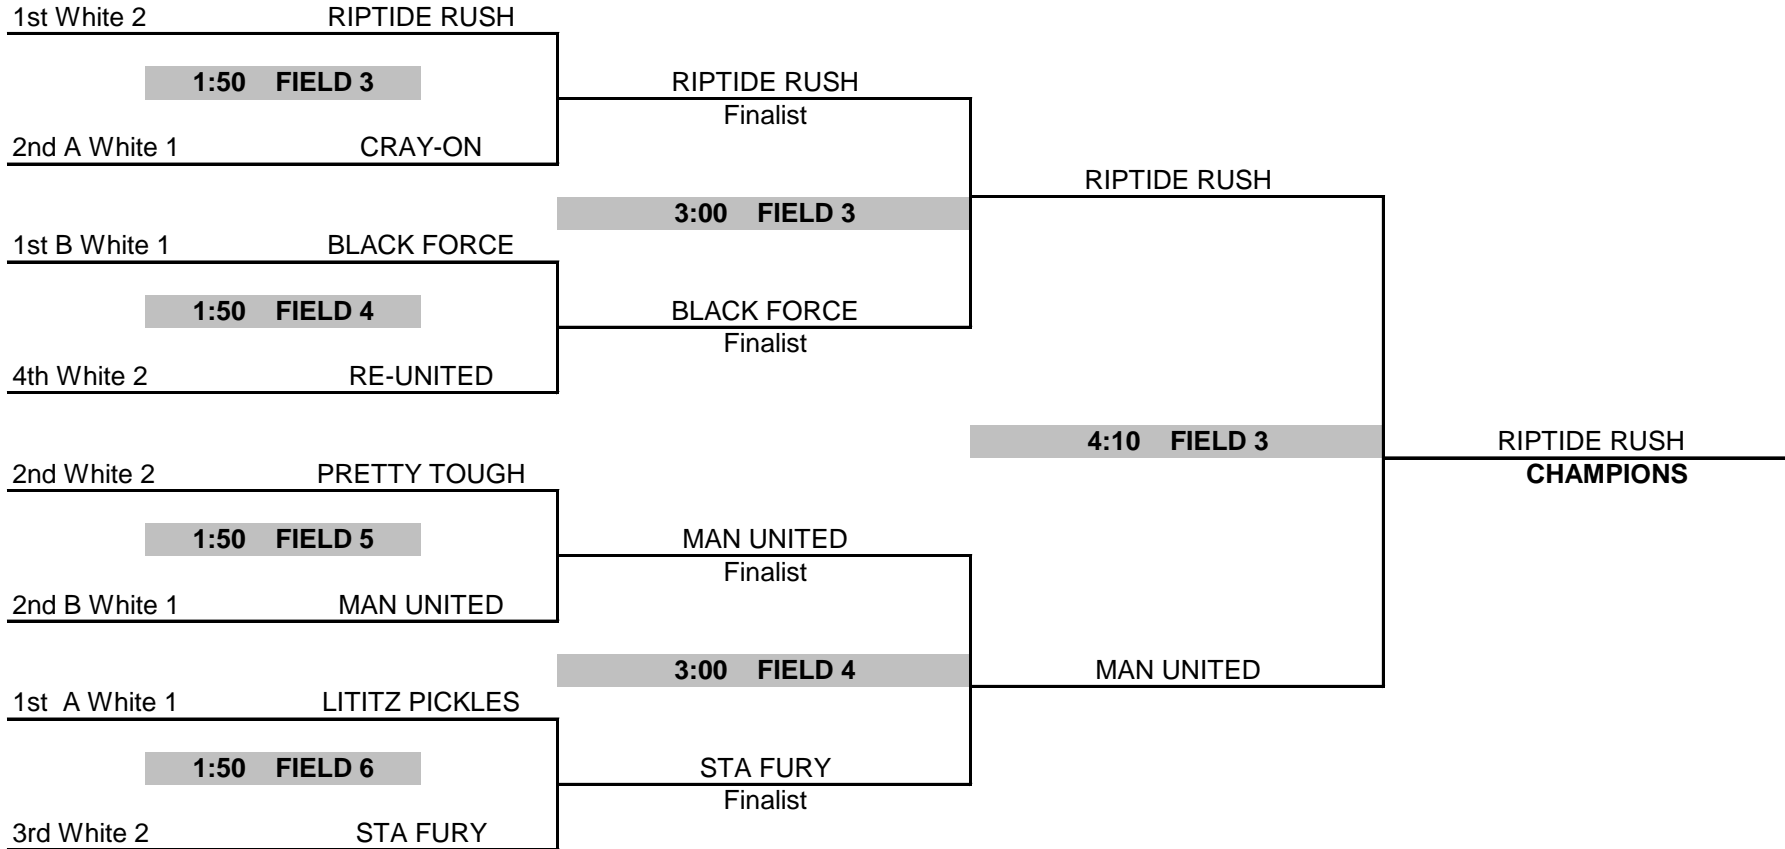 1st White 2 RIPTIDE RUSH
1:50 FIELD 3
RIPTIDE RUSH
Finalist
2nd A White 1 CRAY-ON
RIPTIDE RUSH
3:00 FIELD 3
1st B White 1 BLACK FORCE
1:50 FIELD 4
BLACK FORCE
Finalist
4th White 2 RE-UNITED
4:10 FIELD 3
RIPTIDE RUSH
CHAMPIONS
2nd White 2 PRETTY TOUGH
1:50 FIELD 5
MAN UNITED
Finalist
2nd B White 1 MAN UNITED
3:00 FIELD 4
MAN UNITED
1st A White 1 LITITZ PICKLES
1:50 FIELD 6
STA FURY
Finalist
3rd White 2 STA FURY